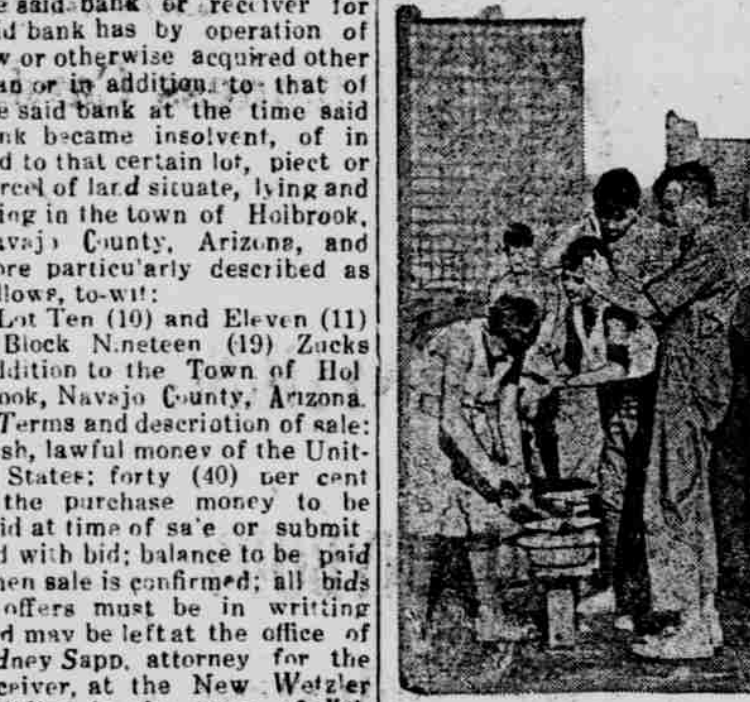 e said bank or receiver for
d bank has by operation of
w or otherwise acquired other
an or in addition to that of
e said bank at the time said
nk became insolvent, of in
d to that certain lot, piect or
rcel of lard situate, lying and
ing in the town of Holbrook,
avajo County, Arizona, and
ore particularly described as
llows, to-wit:
Lot Ten (10) and Eleven (11)
Block Nineteen (19) Zucks
ddition to the Town of Hol
ook, Navajo County, Arizona.
Terms and description of sale:
sh, lawful money of the Unit-
States; forty (40) per cent
the purchase money to be
id at time of sale or submit
d with bid; balance to be paid
hen sale is confirmed; all bids
offers must be in writting
d may be left at the office of
dney Sapp, attorney for the
ceiver, at the New Wetzler